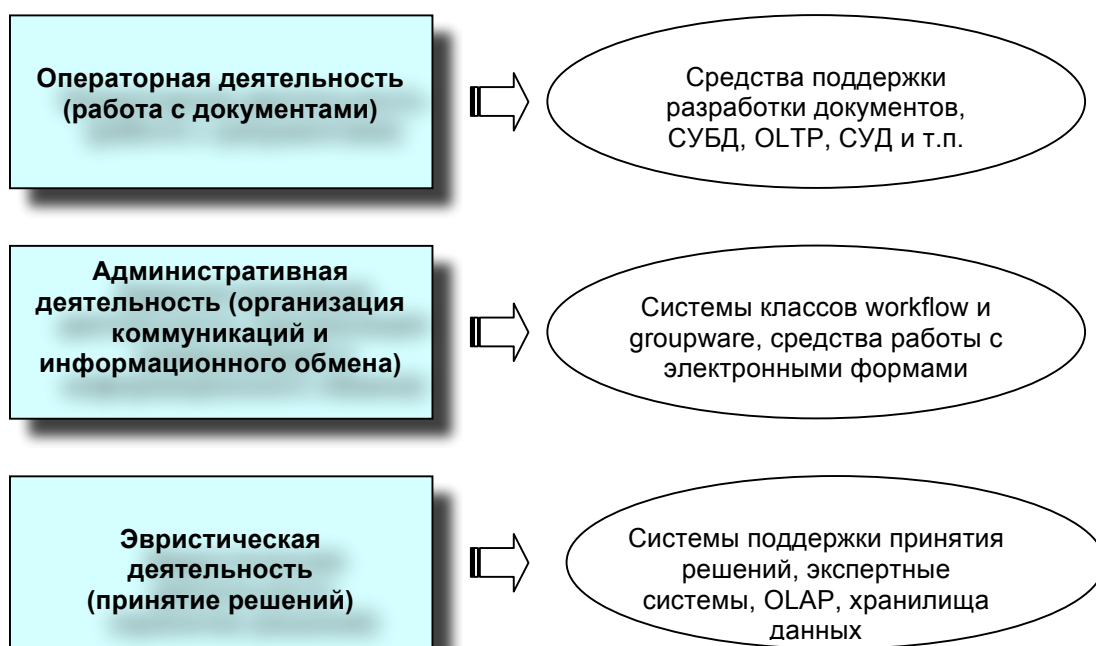 Операторная деятельность
(работа с документами)
Средства поддержки
разработки документов,
СУБД, OLTP, СУД и т.п.
Административная
деятельность (организация
коммуникаций и
информационного обмена)
Системы классов workflow и
groupware, средства работы с
электронными формами
Эвристическая
деятельность
(принятие решений)
Системы поддержки принятия
решений, экспертные
системы, OLAP, хранилища
данных